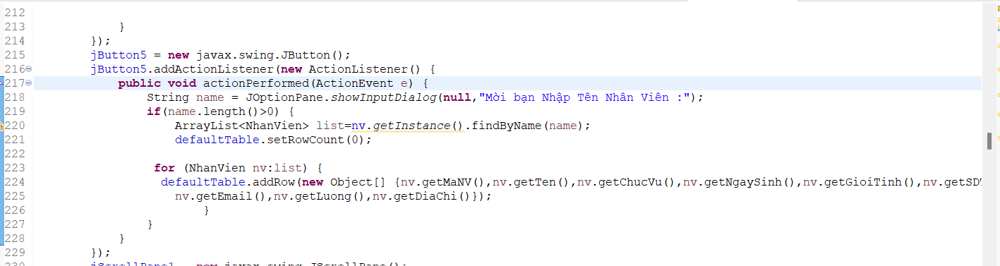 212
213 }
214 });
215 jButton5 = new javax.swing.JButton();
216 jButton5.addActionListener(new ActionListener() {
217 public void actionPerformed(ActionEvent e) {
218 String name = JOptionPane.showInputDialog(null,"Mời bạn Nhập Tên Nhân Viên :");
219 if(name.length()>0) {
220 ArrayList<NhanVien> list=nv.getInstance().findByName(name);
221 defaultTable.setRowCount(0);
222
223 for (NhanVien nv:list) {
224 defaultTable.addRow(new Object[] {nv.getMaNV(),nv.getTen(),nv.getChucVu(),nv.getNgaySinh(),nv.getGioiTinh(),nv.getSDT
225 nv.getEmail(),nv.getLuong(),nv.getDiaChi()});
226 }
227 }
228 }
229 });
230 jScrollPane1 = new javax.swing.JScrollPane();